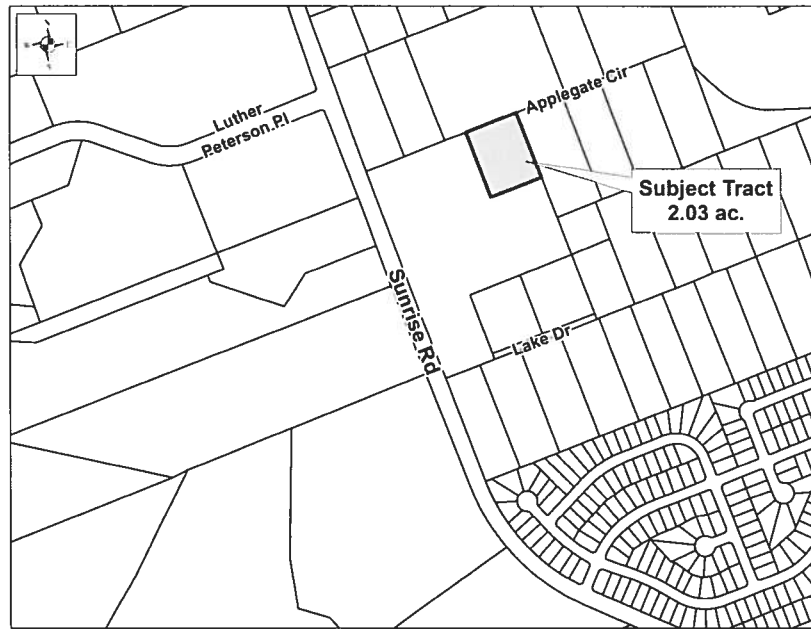 Applegate Cir
Luther
Peterson Pl
Subject Tract
2.03 ac.
Sunrise Rd
Lake Dr